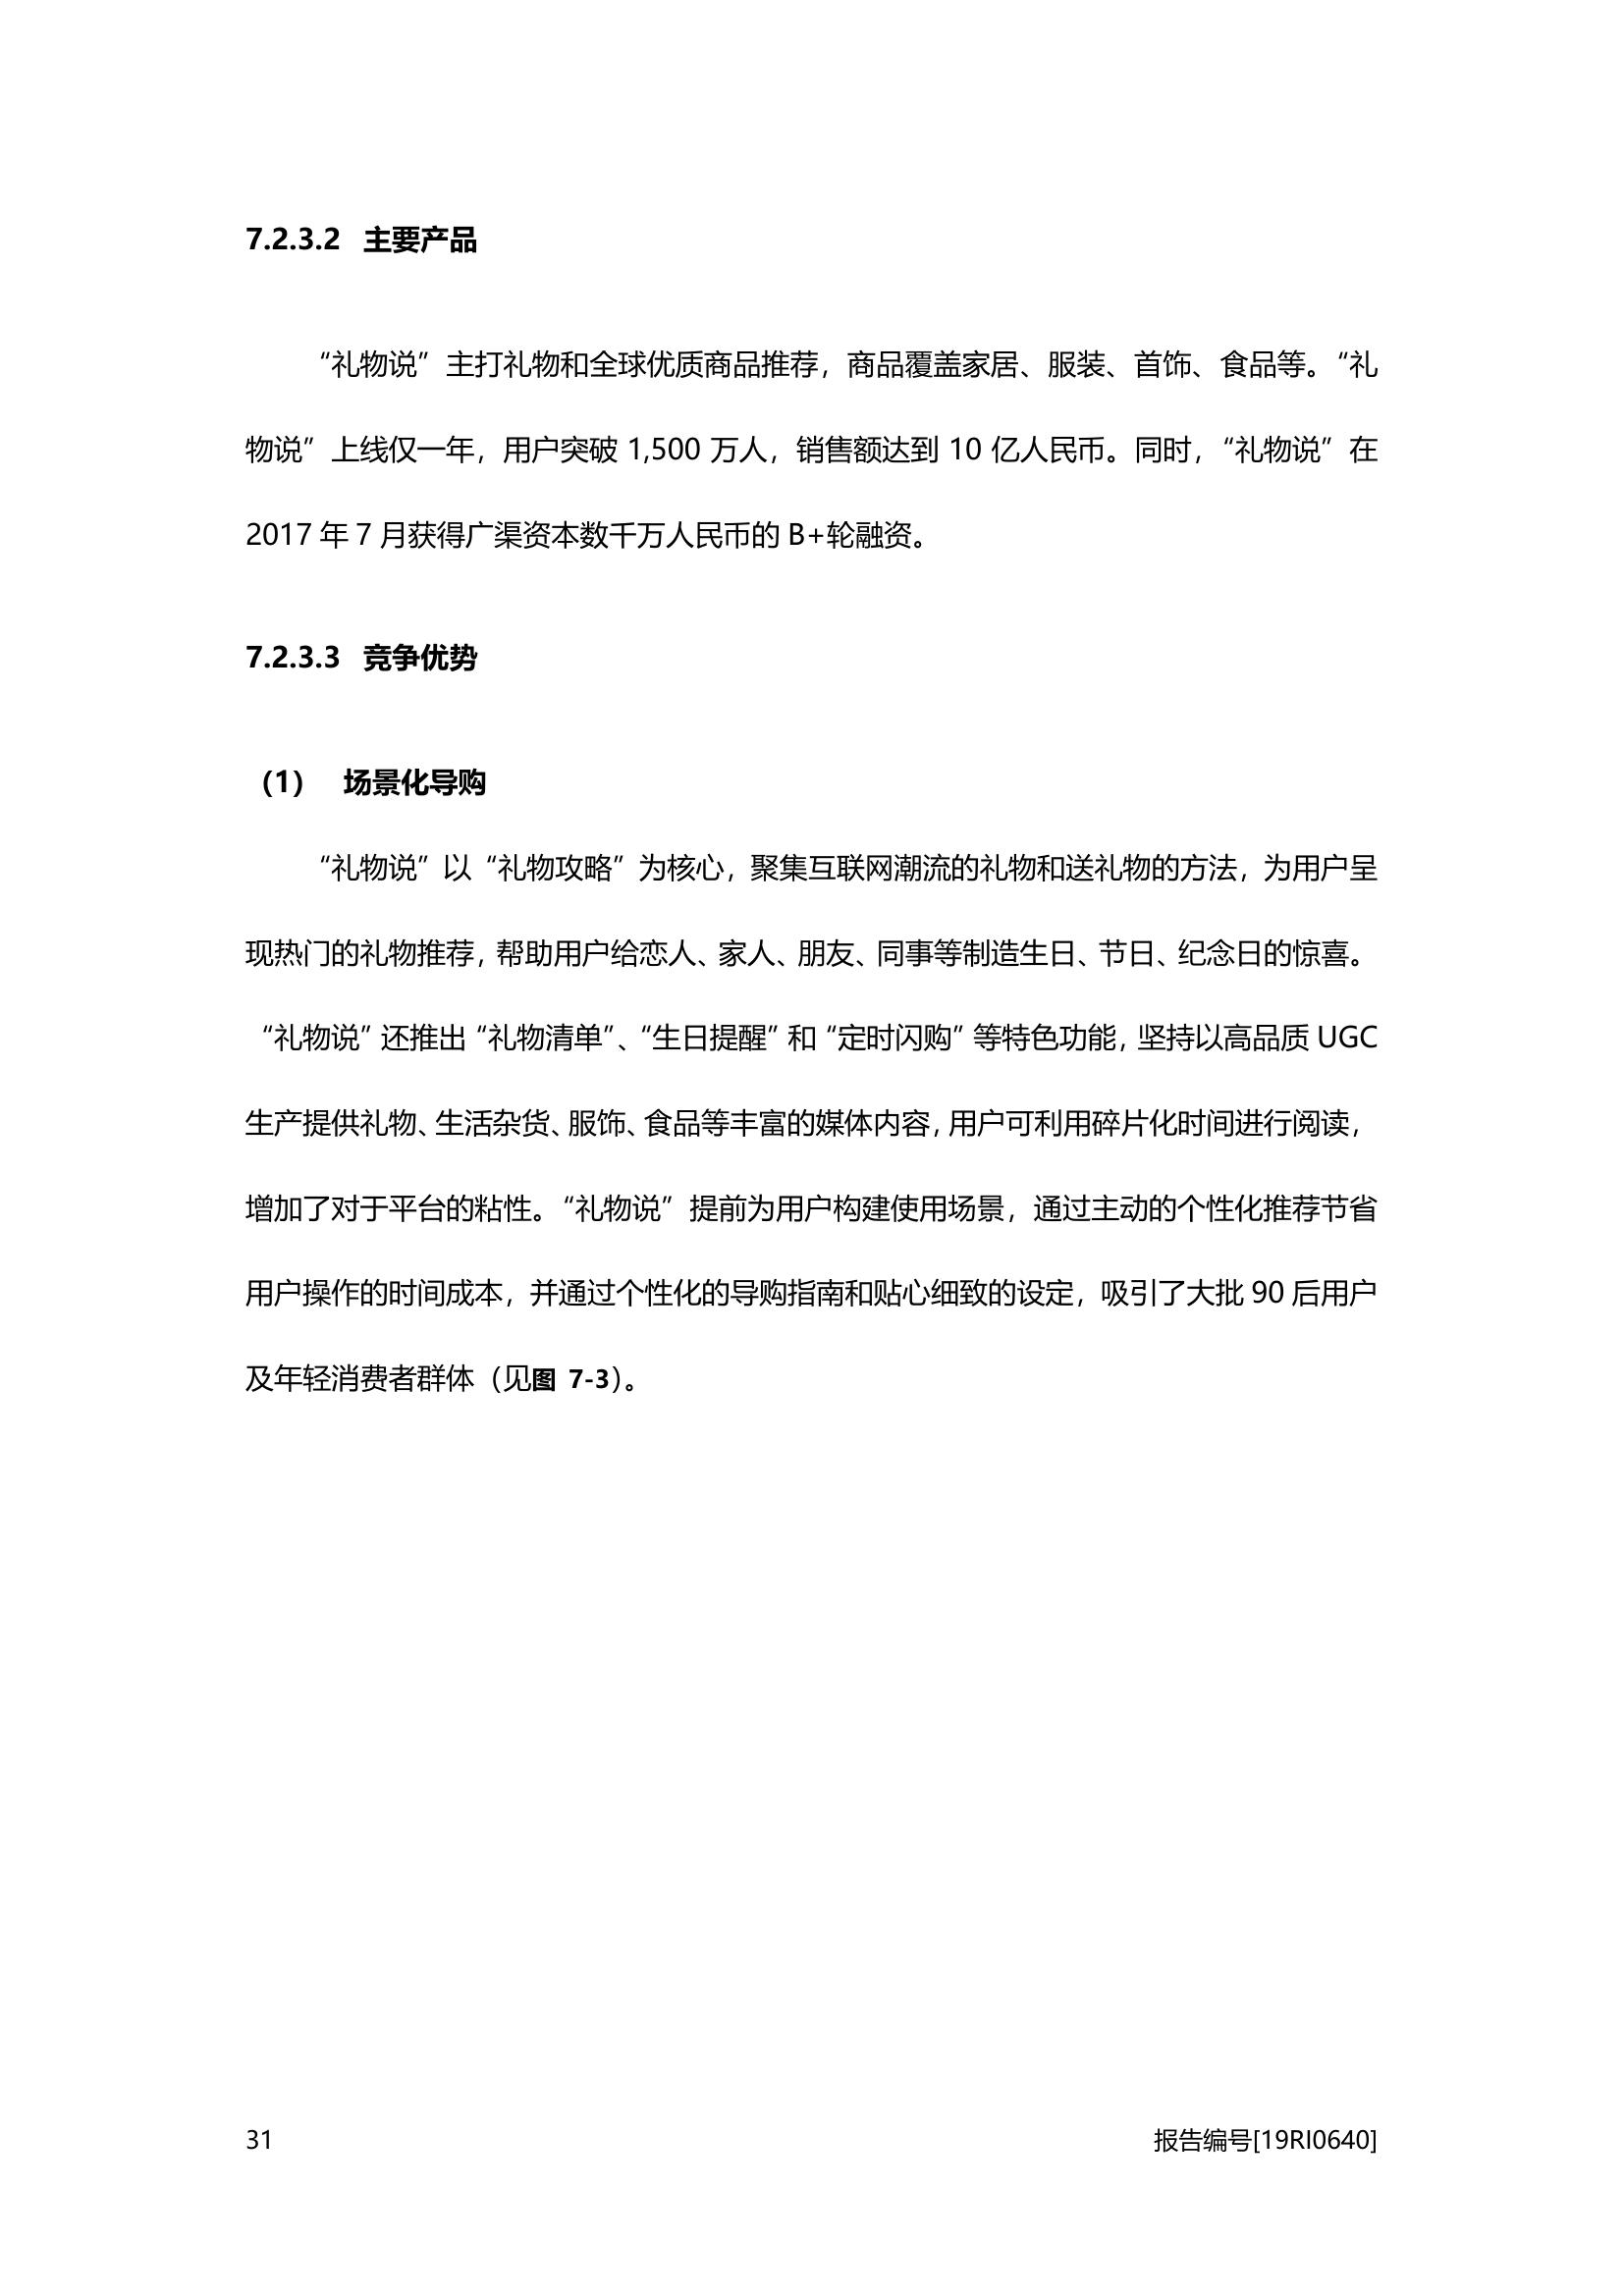 7.2.3.2 主要产品
“礼物说”主打礼物和全球优质商品推荐，商品覆盖家居、服装、首饰、食品等。“礼
物说”上线仅一年，用户突破 1,500 万人，销售额达到 10 亿人民币。同时，“礼物说”在
2017 年 7 月获得广渠资本数千万人民币的 B+轮融资。
7.2.3.3 竞争优势
（1） 场景化导购
“礼物说”以“礼物攻略”为核心，聚集互联网潮流的礼物和送礼物的方法，为用户呈
现热门的礼物推荐，帮助用户给恋人、家人、朋友、同事等制造生日、节日、纪念日的惊喜。
“礼物说”还推出“礼物清单”、“生日提醒”和“定时闪购”等特色功能，坚持以高品质 UGC
生产提供礼物、生活杂货、服饰、食品等丰富的媒体内容，用户可利用碎片化时间进行阅读，
增加了对于平台的粘性。“礼物说”提前为用户构建使用场景，通过主动的个性化推荐节省
用户操作的时间成本，并通过个性化的导购指南和贴心细致的设定，吸引了大批 90 后用户
及年轻消费者群体（见图 7-3）。
31 报告编号[19RI0640]